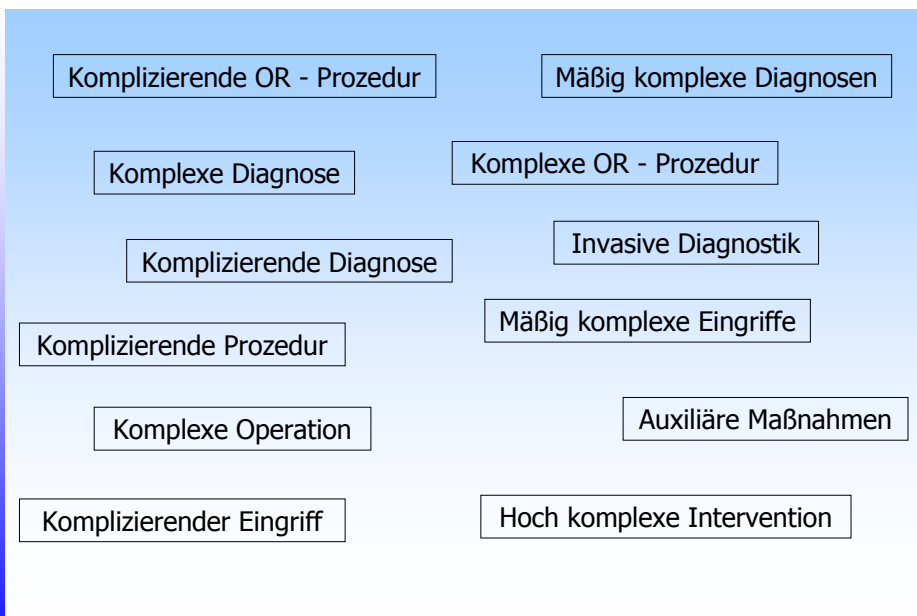 Komplizierende OR - Prozedur
Mäßig komplexe Diagnosen
Komplexe Diagnose
Komplexe OR - Prozedur
Komplizierende Diagnose
Invasive Diagnostik
Komplizierende Prozedur
Mäßig komplexe Eingriffe
Komplexe Operation
Auxiliäre Maßnahmen
Komplizierender Eingriff
Hoch komplexe Intervention